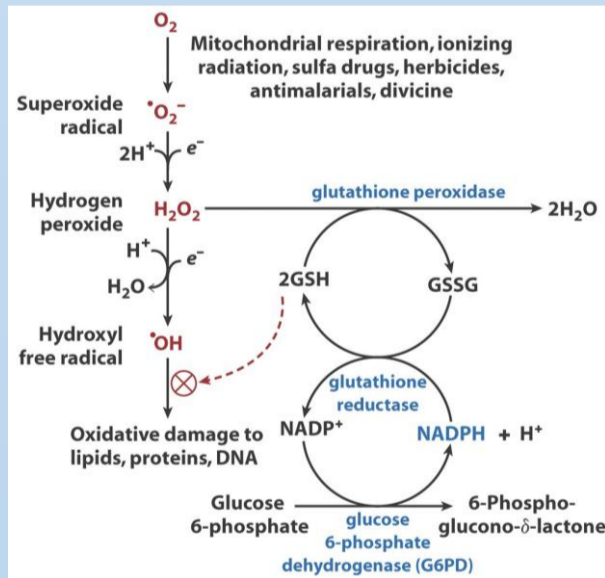 O₂
Mitochondrial respiration, ionizing
radiation, sulfa drugs, herbicides,
antimalarials, divicine
Superoxide
radical
•O₂⁻
2H⁺
e⁻
Hydrogen
peroxide
H₂O₂
glutathione peroxidase
2H₂O
H⁺
e⁻
H₂O
2GSH
GSSG
Hydroxyl
free radical
•OH
glutathione
reductase
Oxidative damage to
lipids, proteins, DNA
NADP⁺
NADPH + H⁺
Glucose
6-phosphate
glucose
6-phosphate
dehydrogenase (G6PD)
6-Phospho-
glucono-δ-lactone